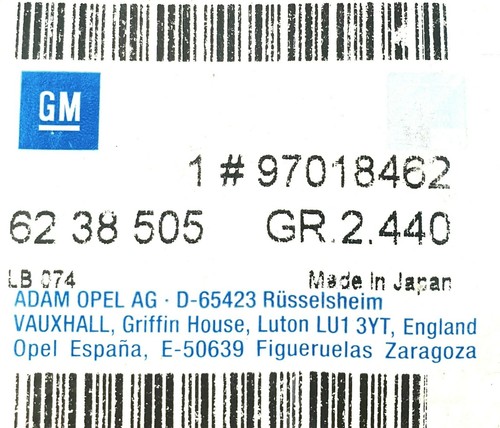 GM
1 # 97018462
62 38 505 GR.2.440
LB 074 Made In Japan
ADAM OPEL AG · D-65423 Rüsselsheim
VAUXHALL, Griffin House, Luton LU1 3YT, England
Opel España, E-50639 Figueruelas Zaragoza